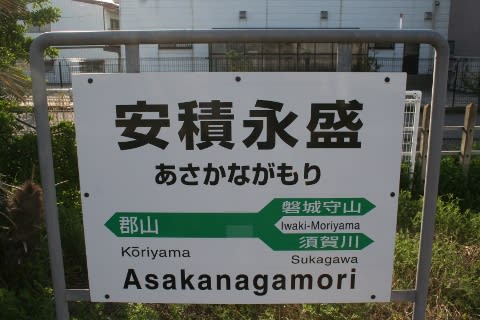 安積永盛
あさかながもり
磐城守山
郡山
Iwaki-Moriyama
須賀川
Kōriyama
Sukagawa
Asakanagamori